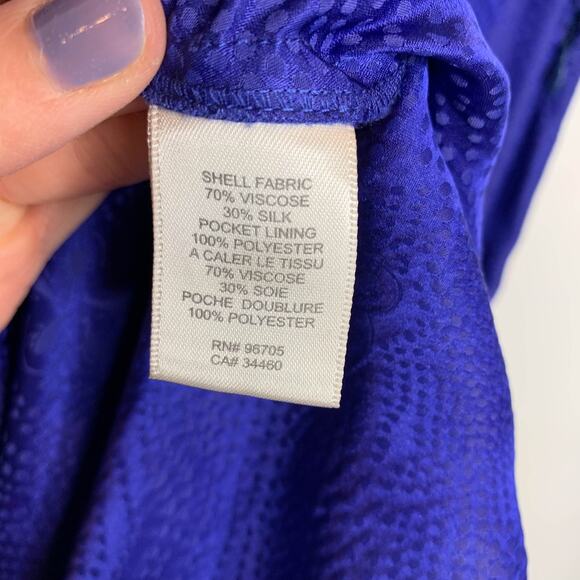 SHELL FABRIC
70% VISCOSE
30% SILK
POCKET LINING
100% POLYESTER
A CALER LE TISSU
70% VISCOSE
30% SOIE
POCHE DOUBLURE
100% POLYESTER
RN# 96705
CA# 34460